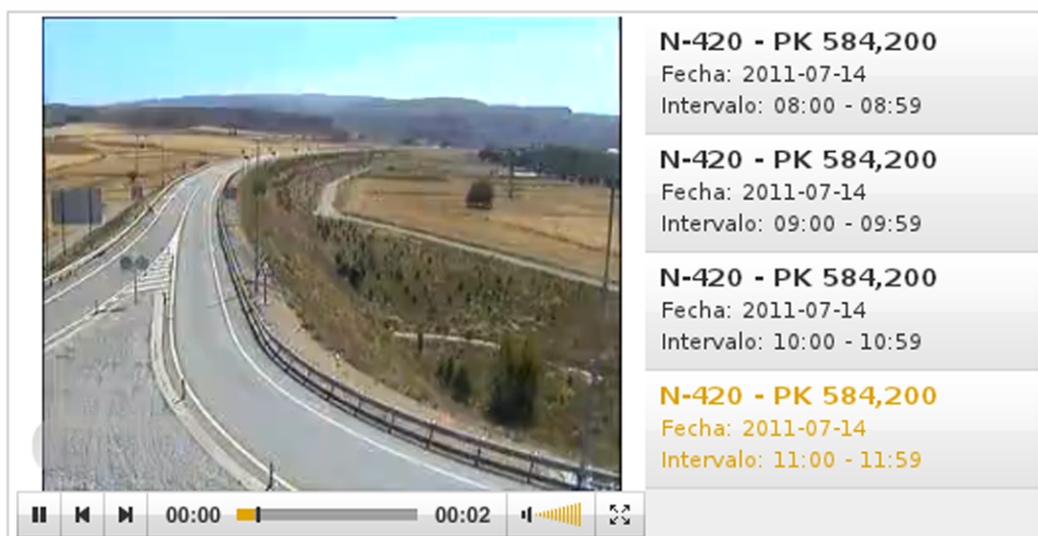 N-420 - PK 584,200
Fecha: 2011-07-14
Intervalo: 08:00 - 08:59
N-420 - PK 584,200
Fecha: 2011-07-14
Intervalo: 09:00 - 09:59
N-420 - PK 584,200
Fecha: 2011-07-14
Intervalo: 10:00 - 10:59
N-420 - PK 584,200
Fecha: 2011-07-14
Intervalo: 11:00 - 11:59
00:00 00:02